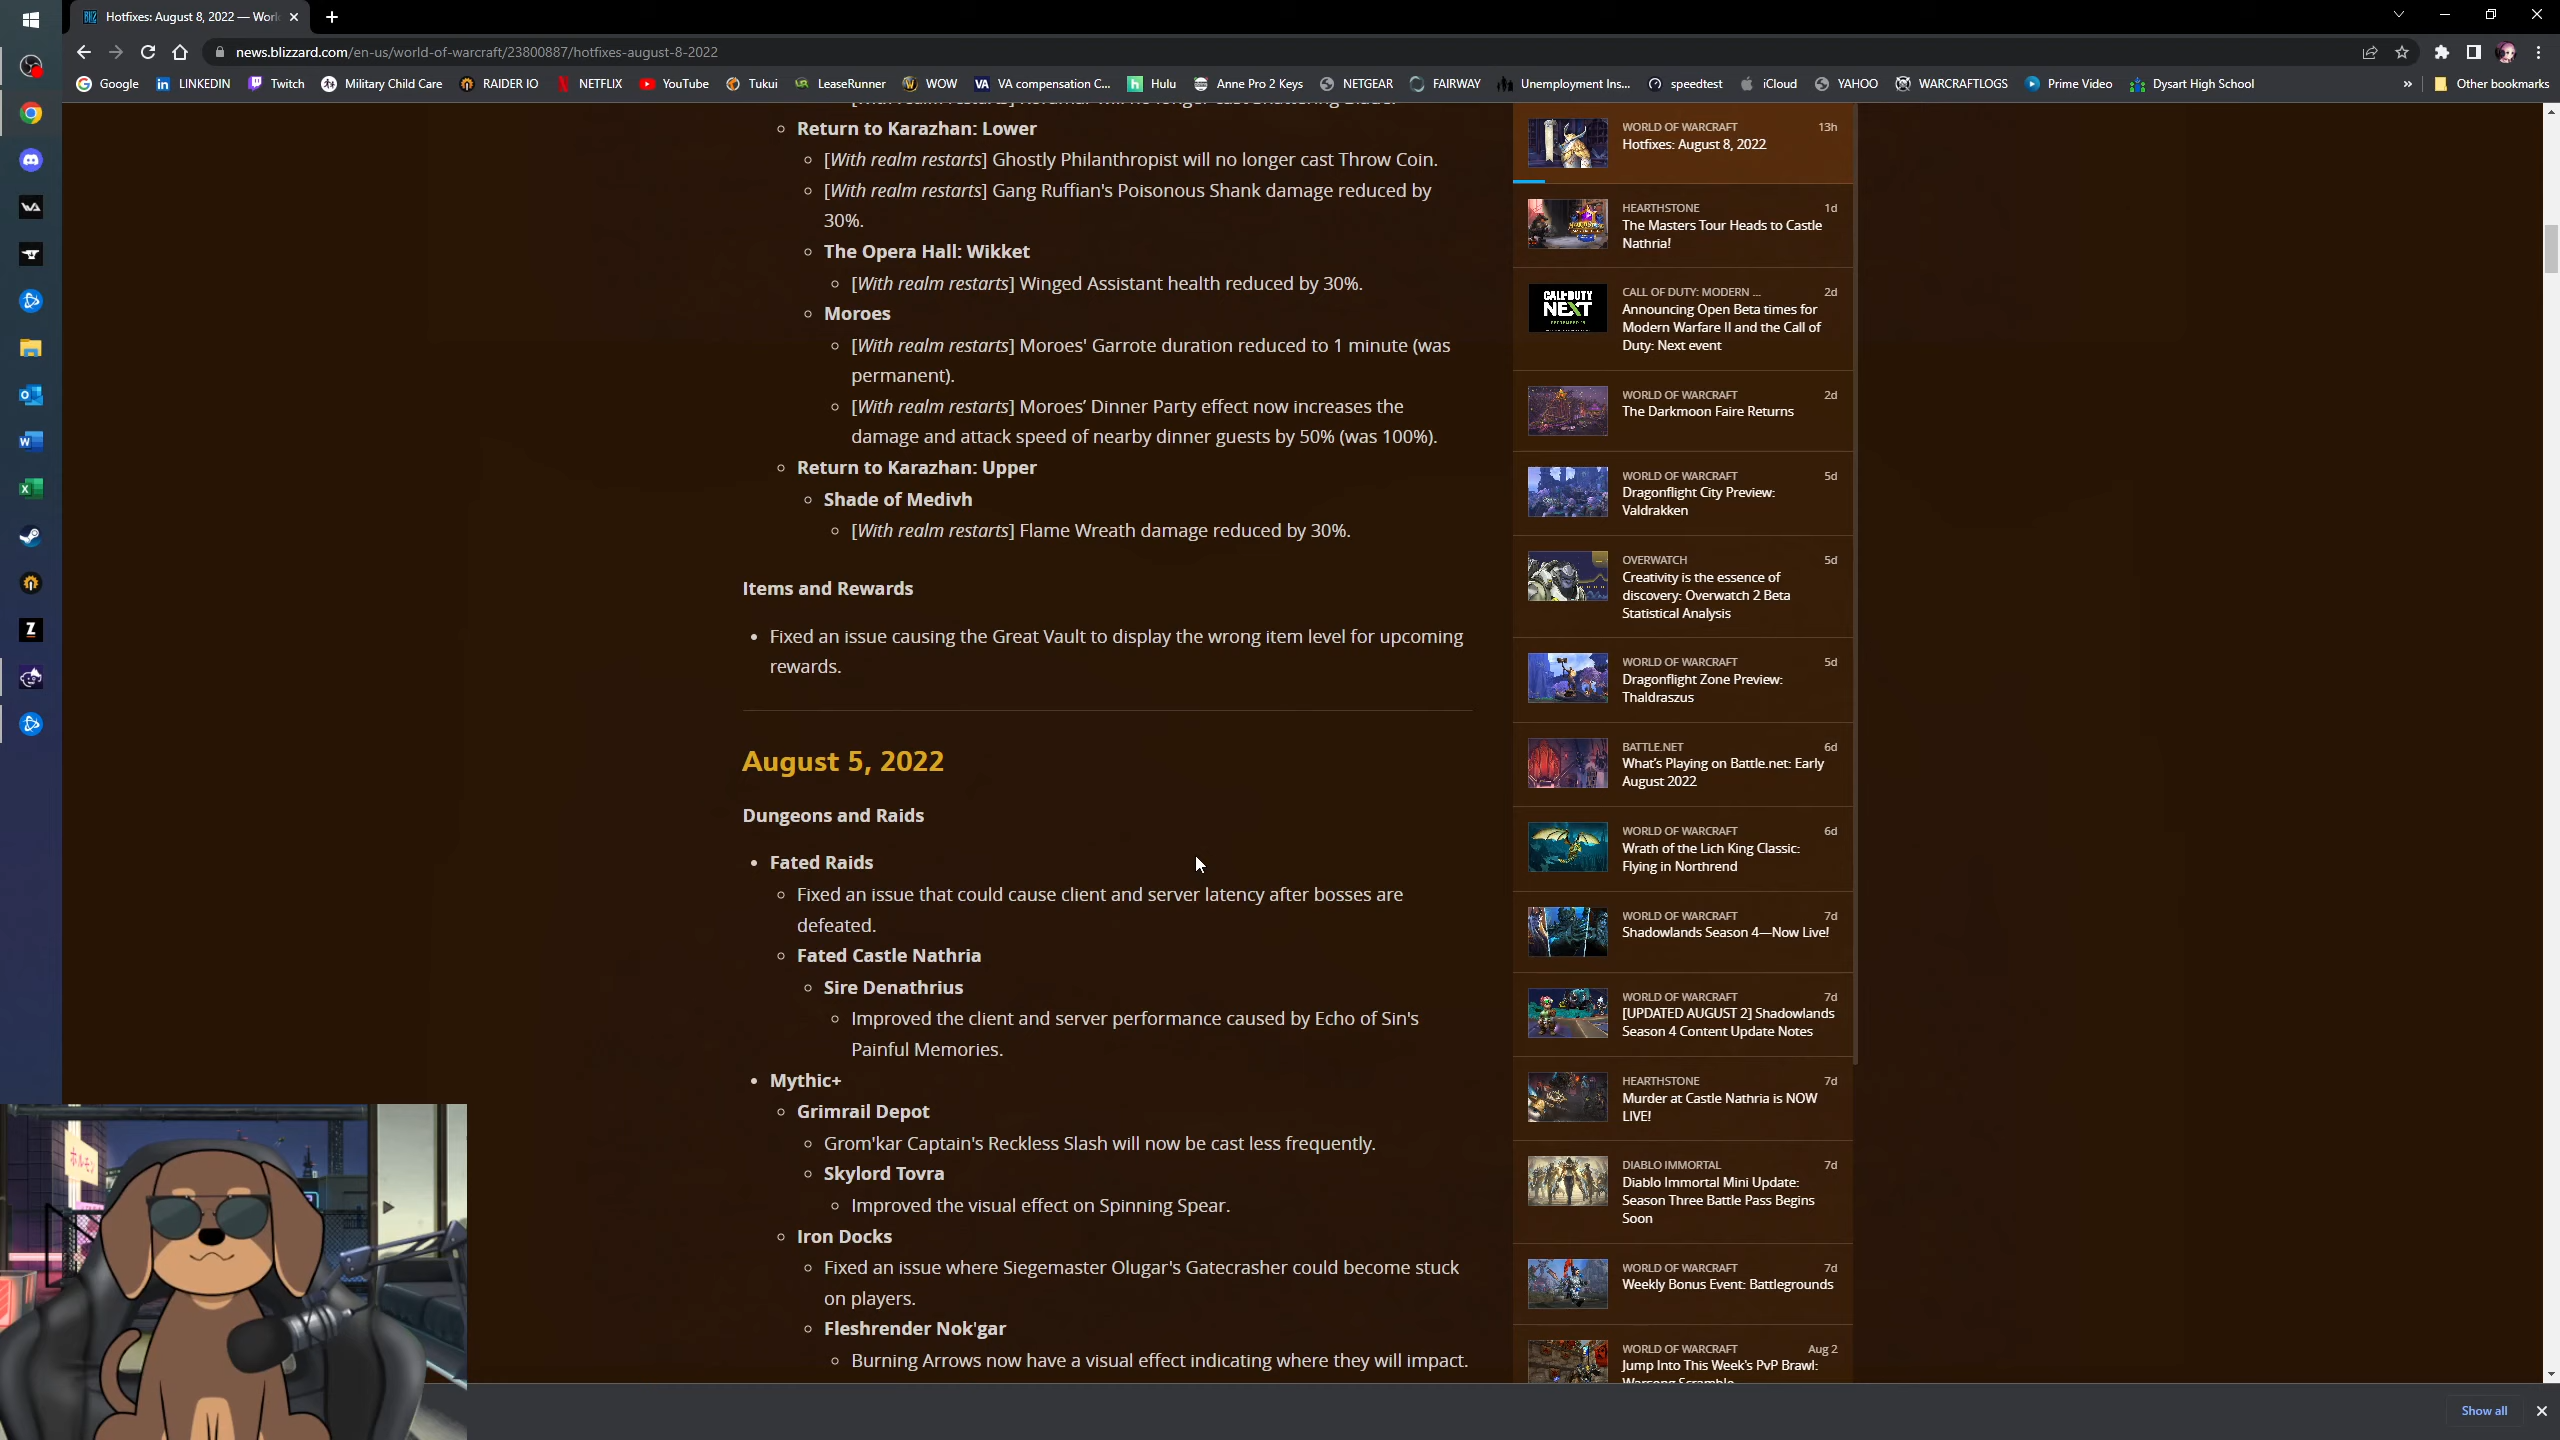 Hotfixes: August 8, 2022 — Worl
news.blizzard.com/en-us/world-of-warcraft/23800887/hotfixes-august-8-2022
Google
LINKEDIN
Twitch
Military Child Care
RAIDER IO
NETFLIX
YouTube
Tukui
LeaseRunner
WOW
VA compensation C...
Hulu
Anne Pro 2 Keys
NETGEAR
FAIRWAY
Unemployment Ins...
speedtest
iCloud
YAHOO
WARCRAFTLOGS
Prime Video
Dysart High School
»
Other bookmarks
Return to Karazhan: Lower
[With realm restarts] Ghostly Philanthropist will no longer cast Throw Coin.
[With realm restarts] Gang Ruffian's Poisonous Shank damage reduced by
30%.
The Opera Hall: Wikket
[With realm restarts] Winged Assistant health reduced by 30%.
Moroes
[With realm restarts] Moroes' Garrote duration reduced to 1 minute (was
permanent).
[With realm restarts] Moroes’ Dinner Party effect now increases the
damage and attack speed of nearby dinner guests by 50% (was 100%).
Return to Karazhan: Upper
Shade of Medivh
[With realm restarts] Flame Wreath damage reduced by 30%.
Items and Rewards
Fixed an issue causing the Great Vault to display the wrong item level for upcoming
rewards.
August 5, 2022
Dungeons and Raids
Fated Raids
Fixed an issue that could cause client and server latency after bosses are
defeated.
Fated Castle Nathria
Sire Denathrius
Improved the client and server performance caused by Echo of Sin's
Painful Memories.
Mythic+
Grimrail Depot
Grom'kar Captain's Reckless Slash will now be cast less frequently.
Skylord Tovra
Improved the visual effect on Spinning Spear.
Iron Docks
Fixed an issue where Siegemaster Olugar's Gatecrasher could become stuck
on players.
Fleshrender Nok'gar
Burning Arrows now have a visual effect indicating where they will impact.
WORLD OF WARCRAFT 13h
Hotfixes: August 8, 2022
HEARTHSTONE 1d
The Masters Tour Heads to Castle
Nathria!
CALL OF DUTY
NEXT
CALL OF DUTY: MODERN ... 2d
Announcing Open Beta times for
Modern Warfare II and the Call of
Duty: Next event
WORLD OF WARCRAFT 2d
The Darkmoon Faire Returns
WORLD OF WARCRAFT 5d
Dragonflight City Preview:
Valdrakken
OVERWATCH 5d
Creativity is the essence of
discovery: Overwatch 2 Beta
Statistical Analysis
WORLD OF WARCRAFT 5d
Dragonflight Zone Preview:
Thaldraszus
BATTLE.NET 6d
What's Playing on Battle.net: Early
August 2022
WORLD OF WARCRAFT 6d
Wrath of the Lich King Classic:
Flying in Northrend
WORLD OF WARCRAFT 7d
Shadowlands Season 4—Now Live!
WORLD OF WARCRAFT 7d
[UPDATED AUGUST 2] Shadowlands
Season 4 Content Update Notes
HEARTHSTONE 7d
Murder at Castle Nathria is NOW
LIVE!
DIABLO IMMORTAL 7d
Diablo Immortal Mini Update:
Season Three Battle Pass Begins
Soon
WORLD OF WARCRAFT 7d
Weekly Bonus Event: Battlegrounds
WORLD OF WARCRAFT Aug 2
Jump Into This Week's PvP Brawl:
ホルモン
Show all